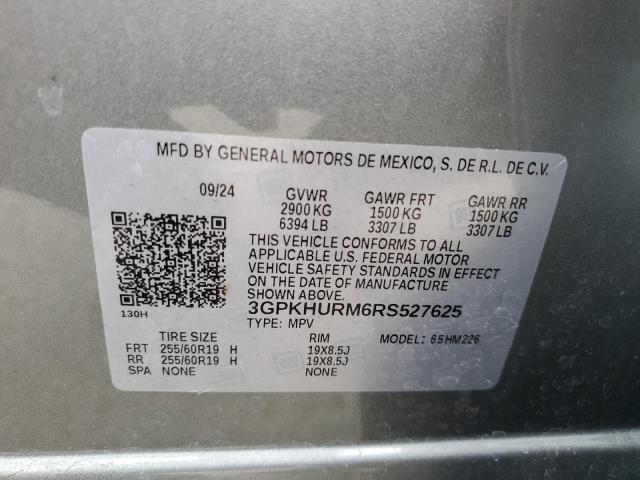 MFD BY GENERAL MOTORS DE MEXICO, S. DE R.L. DE C.V.
09/24 GVWR GAWR FRT GAWR RR
2900 KG 1500 KG 1500 KG
6394 LB 3307 LB 3307 LB
THIS VEHICLE CONFORMS TO ALL
APPLICABLE U.S. FEDERAL MOTOR
VEHICLE SAFETY STANDARDS IN EFFECT
ON THE DATE OF MANUFACTURE
SHOWN ABOVE.
130H 3GPKHURM6RS527625
TYPE: MPV MODEL: 65HM226
TIRE SIZE RIM
FRT 255/60R19 H 19X8.5J
RR 255/60R19 H 19X8.5J
SPA NONE NONE